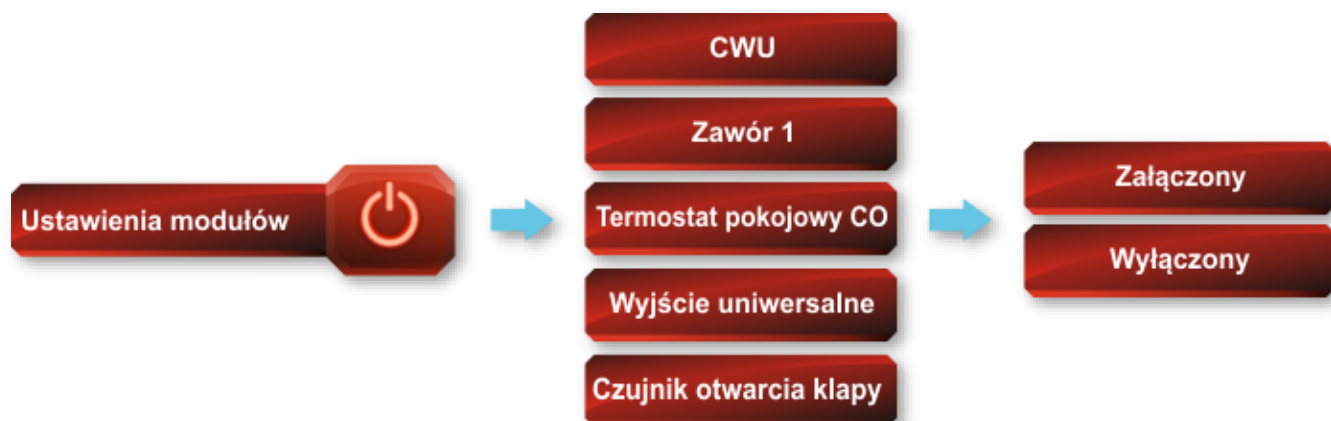 Ustawienia modułów
CWU
Zawór 1
Termostat pokojowy CO
Wyjście uniwersalne
Czujnik otwarcia klapy
Załączony
Wyłączony